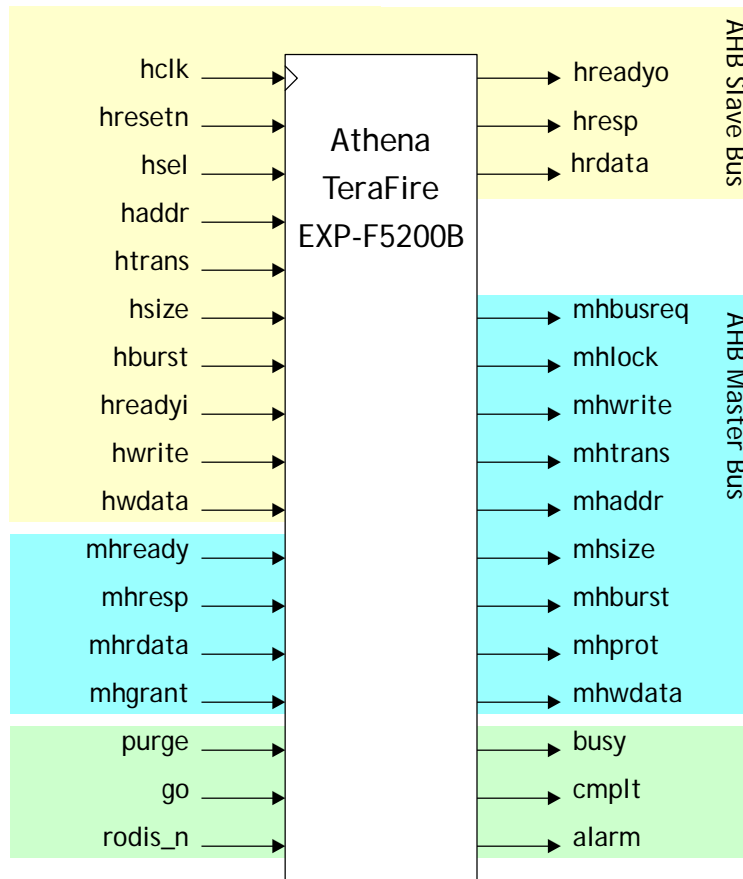 hclk
hresetn
hsel
haddr
htrans
hsize
hburst
hreadyi
hwrite
hwdata
mhready
mhresp
mhrdata
mhgrant
purge
go
rodis_n
Athena
TeraFire
EXP-F5200B
hreadyo
hresp
hrdata
mhbusreq
mhlock
mhwrite
mhtrans
mhaddr
mhsize
mhburst
mhprot
mhwdata
busy
cmplt
alarm
AHB Slave Bus
AHB Master Bus